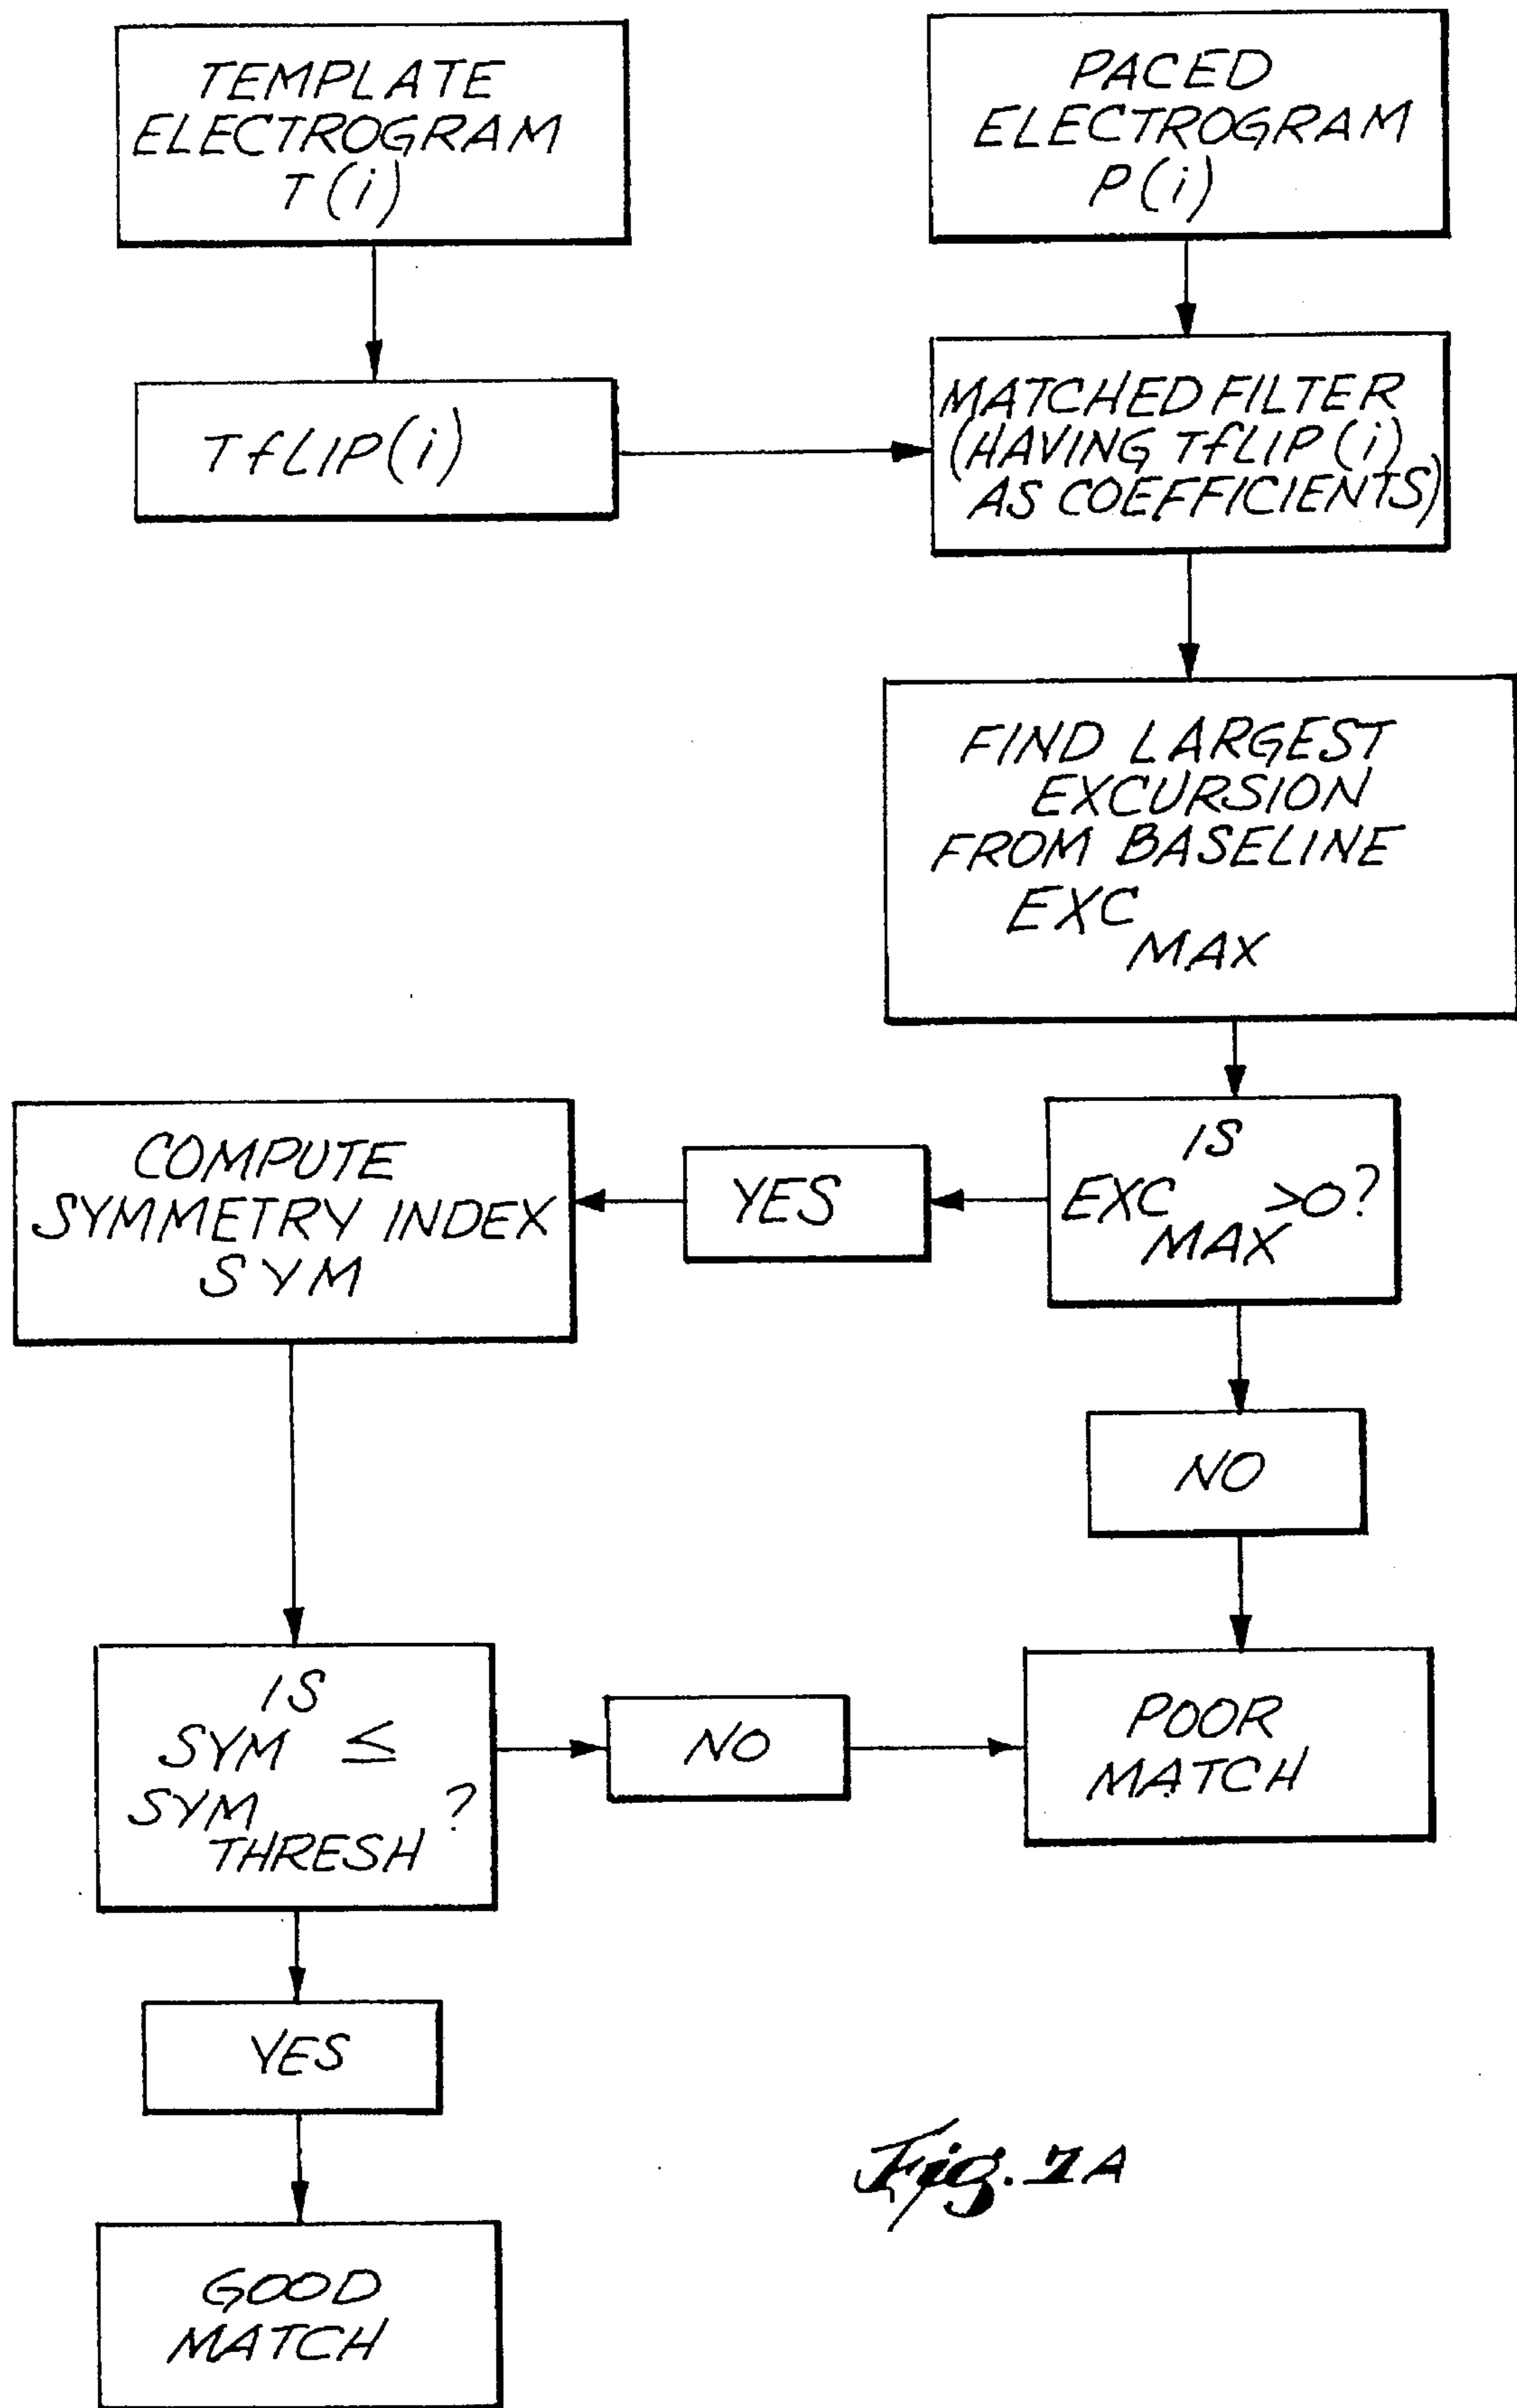 TEMPLATE
ELECTROGRAM
T(i)
PACED
ELECTROGRAM
P(i)
TfLIP(i)
MATCHED FILTER
(HAVING TfLIP(i)
AS COEFFICIENTS)
FIND LARGEST
EXCURSION
FROM BASELINE
EXC
MAX
IS
EXC >0?
MAX
YES
COMPUTE
SYMMETRY INDEX
SYM
NO
IS
SYM ≤
SYM ?
THRESH
NO
POOR
MATCH
YES
GOOD
MATCH
Fig. 7A